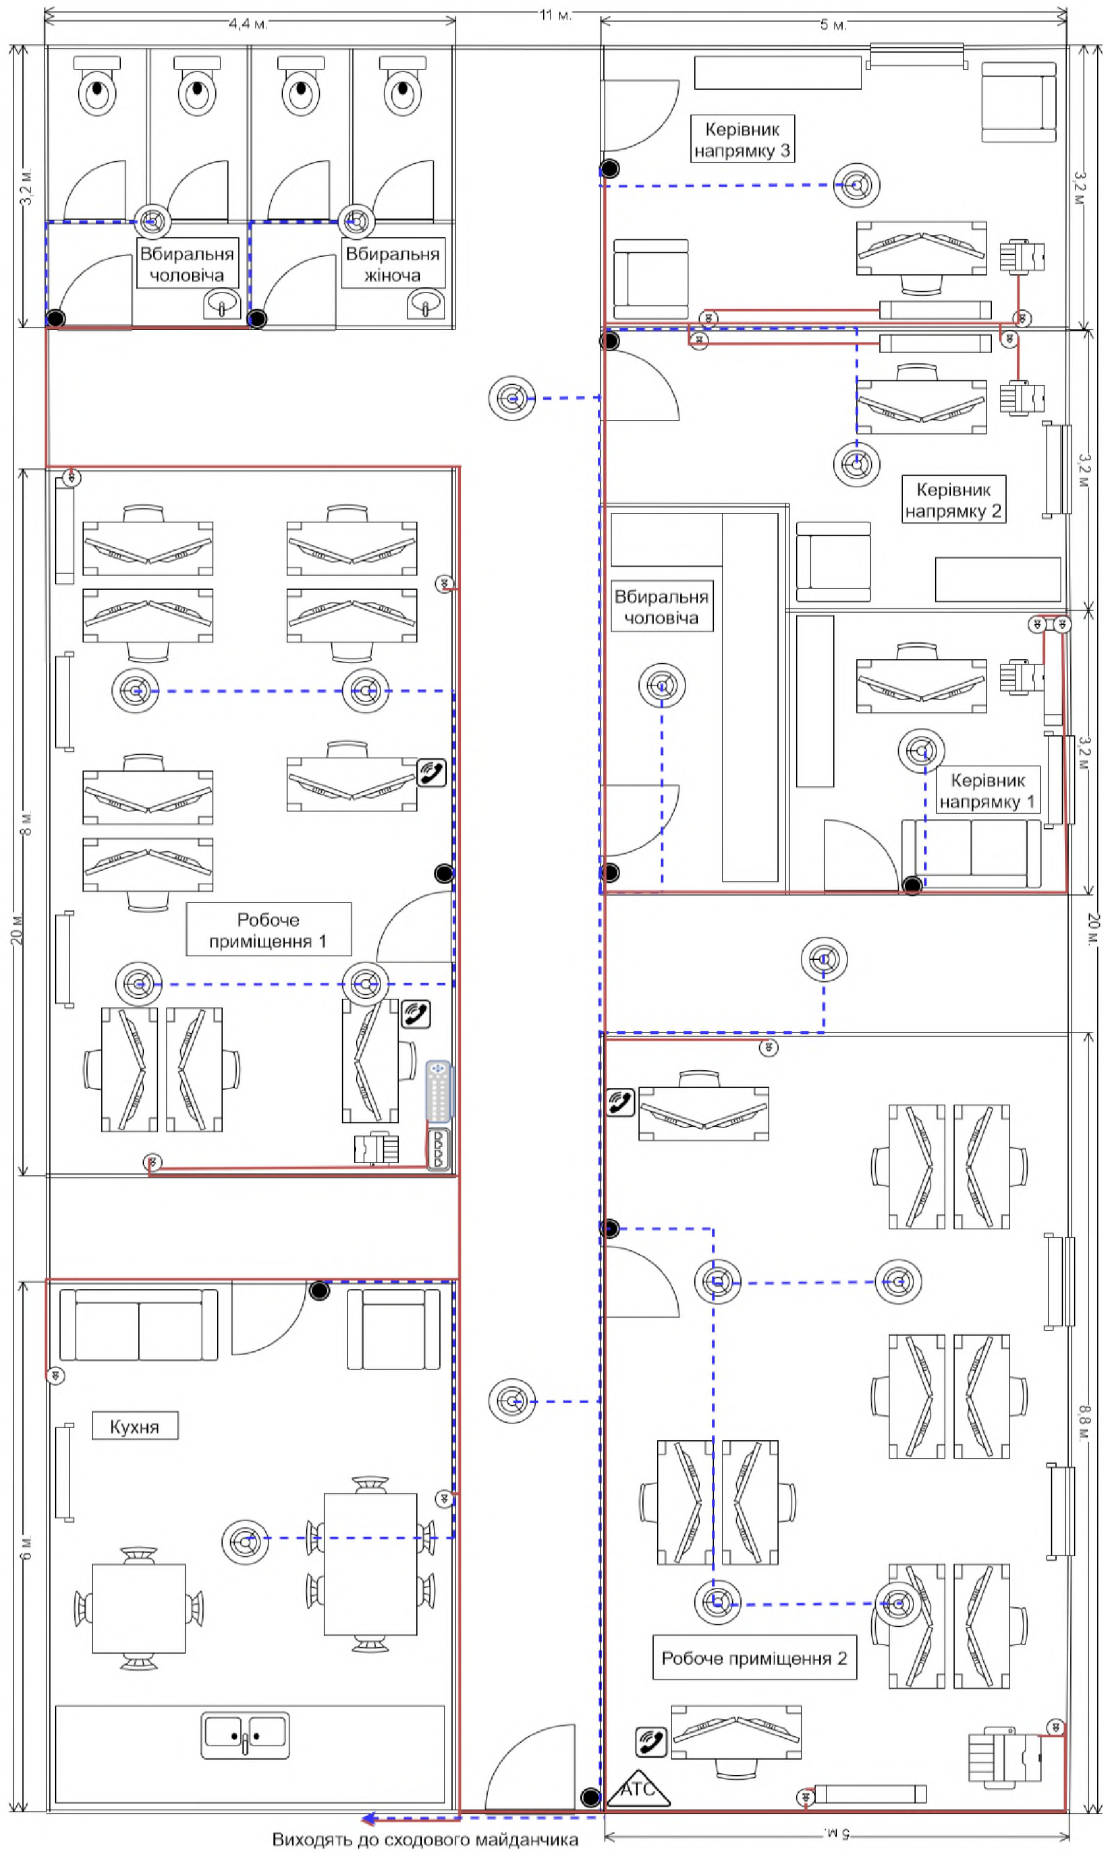 11 м.
4,4 м.
5 м.
3,2 м.
Керівник
напрямку 3
3,2 м
Вбиральня
чоловіча
Вбиральня
жіноча
3,2 м
Керівник
напрямку 2
Вбиральня
чоловіча
3,2 м
Керівник
напрямку 1
8 м.
20 м.
Робоче
приміщення 1
20 м.
8,8 м.
Кухня
6 м.
Робоче приміщення 2
АТС
5 м.
Виходять до сходового майданчика